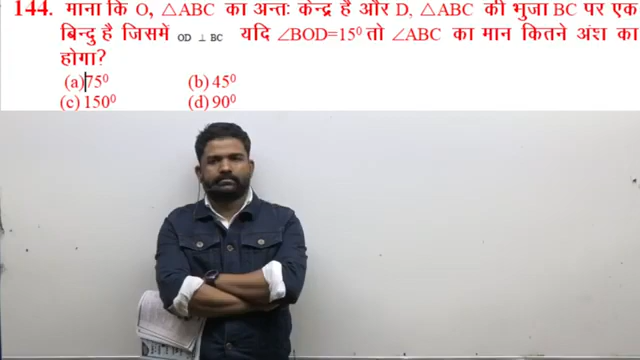 144. माना कि O, △ABC का अन्तः केन्द्र है और D, △ABC की भुजा BC पर एक
बिन्दु है जिसमें OD ⊥ BC यदि ∠BOD=15⁰ तो ∠ABC का मान कितने अंश का
होगा?
(a) 75⁰ (b) 45⁰
(c) 150⁰ (d) 90⁰